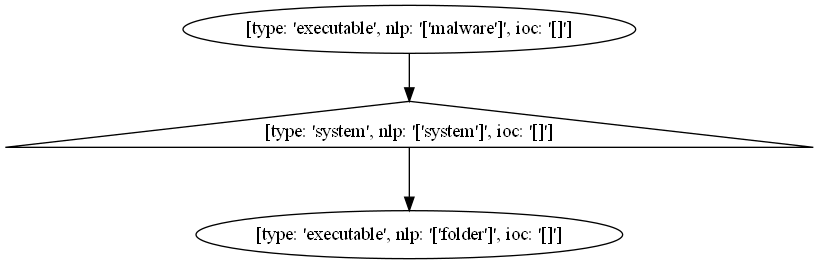 [type: 'executable', nlp: '['malware']', ioc: '[]']
[type: 'system', nlp: '['system']', ioc: '[]']
[type: 'executable', nlp: '['folder']', ioc: '[]']